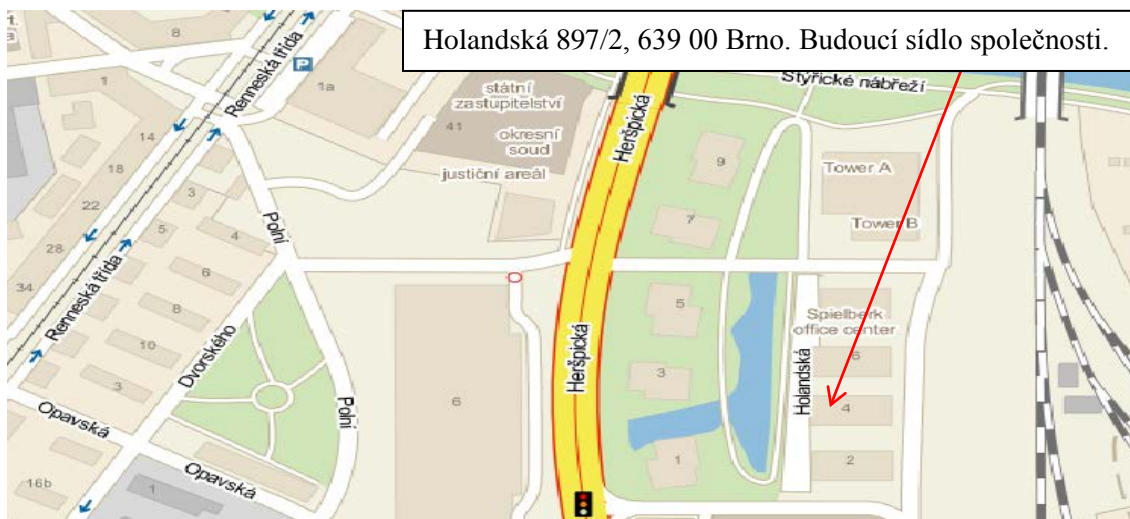 Holandská 897/2, 639 00 Brno. Budoucí sídlo společnosti.
8
Renneská třída
P
1a
státní
zastupitelství
41
okresní
soud
justiční areál
Heršpická
Štýřické nábřeží
1
14
18
22
28
34
3
5
4
6
8
10
3
Polní
9
7
Tower A
Tower B
Renneská třída
Dvorského
Polní
6
Heršpická
5
3
1
Holandská
Spielberk
office center
6
4
2
Opavská
Opavská
16b
1